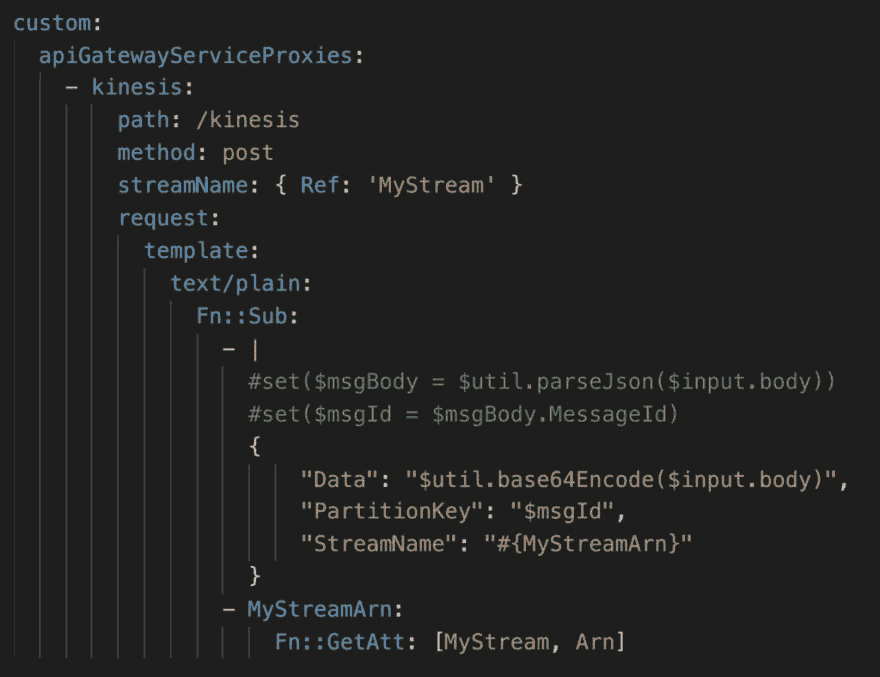 custom:
  apiGatewayServiceProxies:
    - kinesis:
        path: /kinesis
        method: post
        streamName: { Ref: 'MyStream' }
        request:
          template:
            text/plain:
              Fn::Sub:
                - |
                  #set($msgBody = $util.parseJson($input.body))
                  #set($msgId = $msgBody.MessageId)
                  {
                      "Data": "$util.base64Encode($input.body)",
                      "PartitionKey": "$msgId",
                      "StreamName": "#{MyStreamArn}"
                  }
                - MyStreamArn:
                    Fn::GetAtt: [MyStream, Arn]